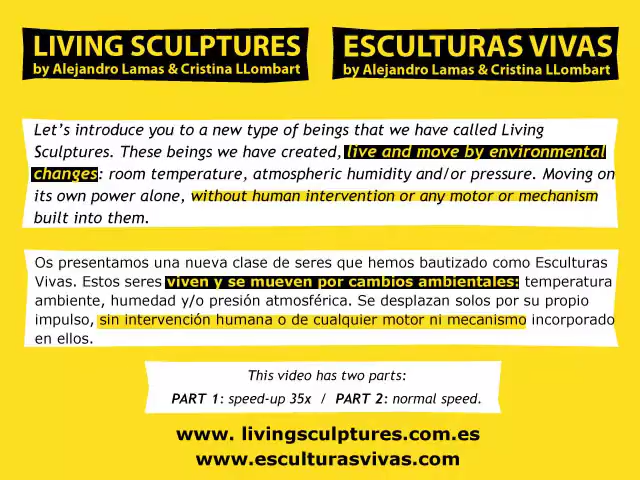 LIVING SCULPTURES
by Alejandro Lamas & Cristina LLombart
ESCULTURAS VIVAS
by Alejandro Lamas & Cristina LLombart
Let's introduce you to a new type of beings that we have called Living
Sculptures. These beings we have created, live and move by environmental
changes: room temperature, atmospheric humidity and/or pressure. Moving on
its own power alone, without human intervention or any motor or mechanism
built into them.
Os presentamos una nueva clase de seres que hemos bautizado como Esculturas
Vivas. Estos seres viven y se mueven por cambios ambientales: temperatura
ambiente, humedad y/o presión atmosférica. Se desplazan solos por su propio
impulso, sin intervención humana o de cualquier motor ni mecanismo incorporado
en ellos.
This video has two parts:
PART 1: speed-up 35x / PART 2: normal speed.
www. livingsculptures.com.es
www.esculturasvivas.com